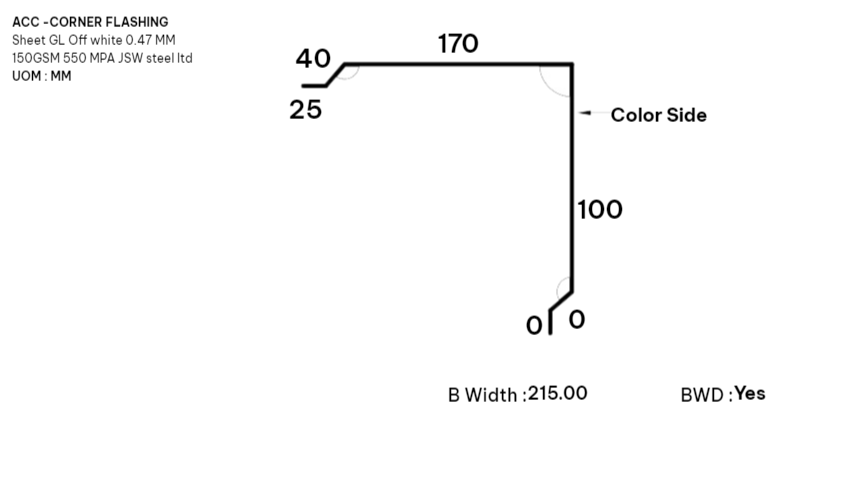 ACC -CORNER FLASHING
Sheet GL Off white 0.47 MM
150GSM 550 MPA JSW steel ltd
UOM : MM
170
40
25
Color Side
100
0 0
B Width :215.00 BWD :Yes